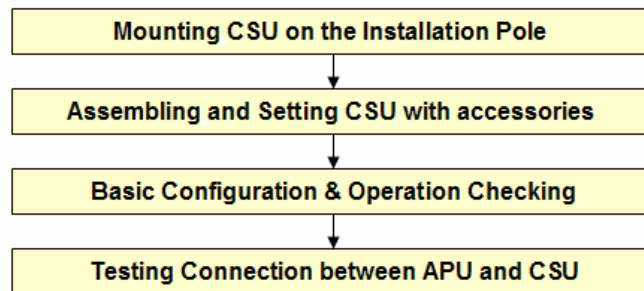 Mounting CSU on the Installation Pole
Assembling and Setting CSU with accessories
Basic Configuration & Operation Checking
Testing Connection between APU and CSU